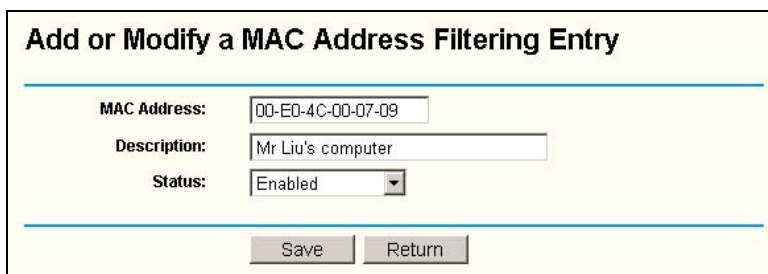 Add or Modify a MAC Address Filtering Entry
MAC Address: 00-E0-4C-00-07-09
Description: Mr Liu's computer
Status: Enabled
Save Return